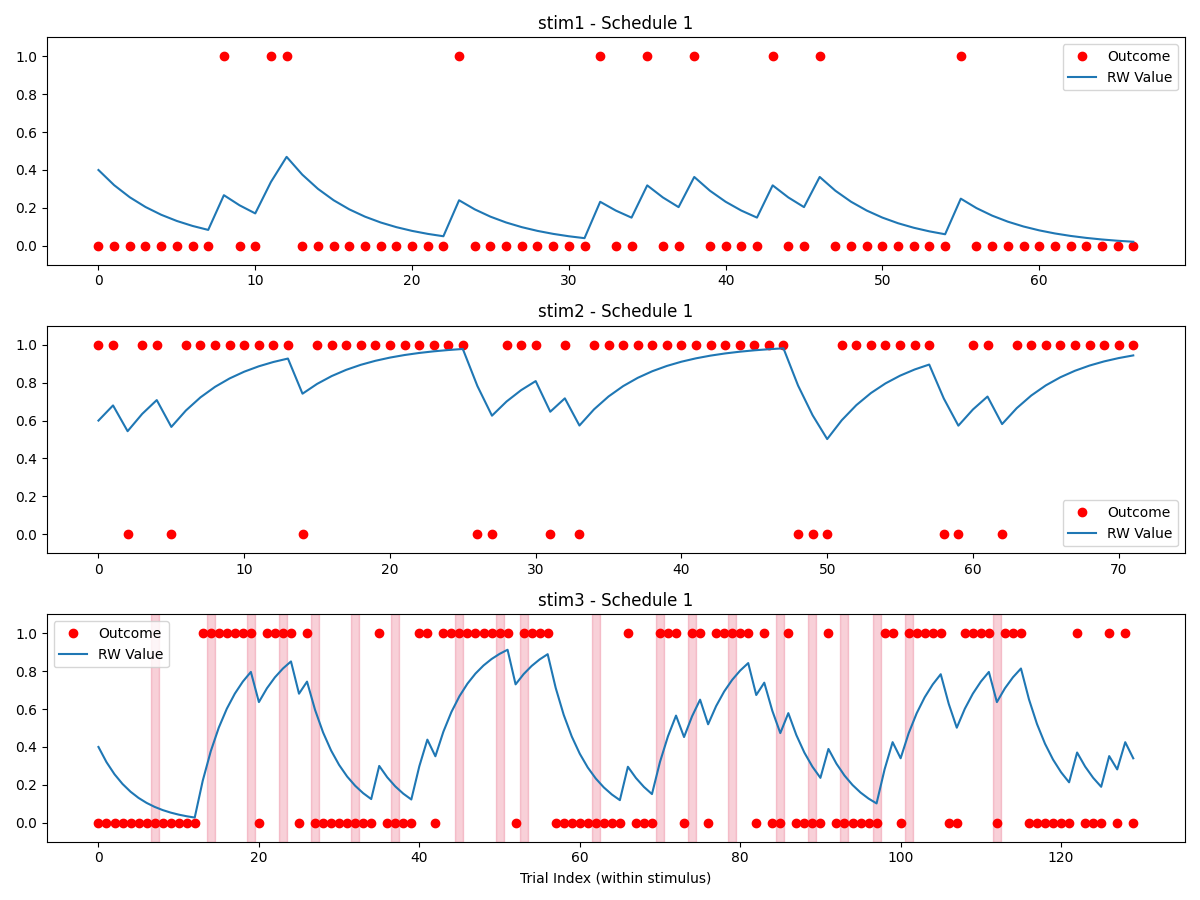 stim1 - Schedule 1
1.0
0.8
0.6
0.4
0.2
0.0
Outcome
RW Value
0 10 20 30 40 50 60
stim2 - Schedule 1
1.0
0.8
0.6
0.4
0.2
0.0
Outcome
RW Value
0 10 20 30 40 50 60 70
stim3 - Schedule 1
1.0
0.8
0.6
0.4
0.2
0.0
Outcome
RW Value
0 20 40 60 80 100 120
Trial Index (within stimulus)